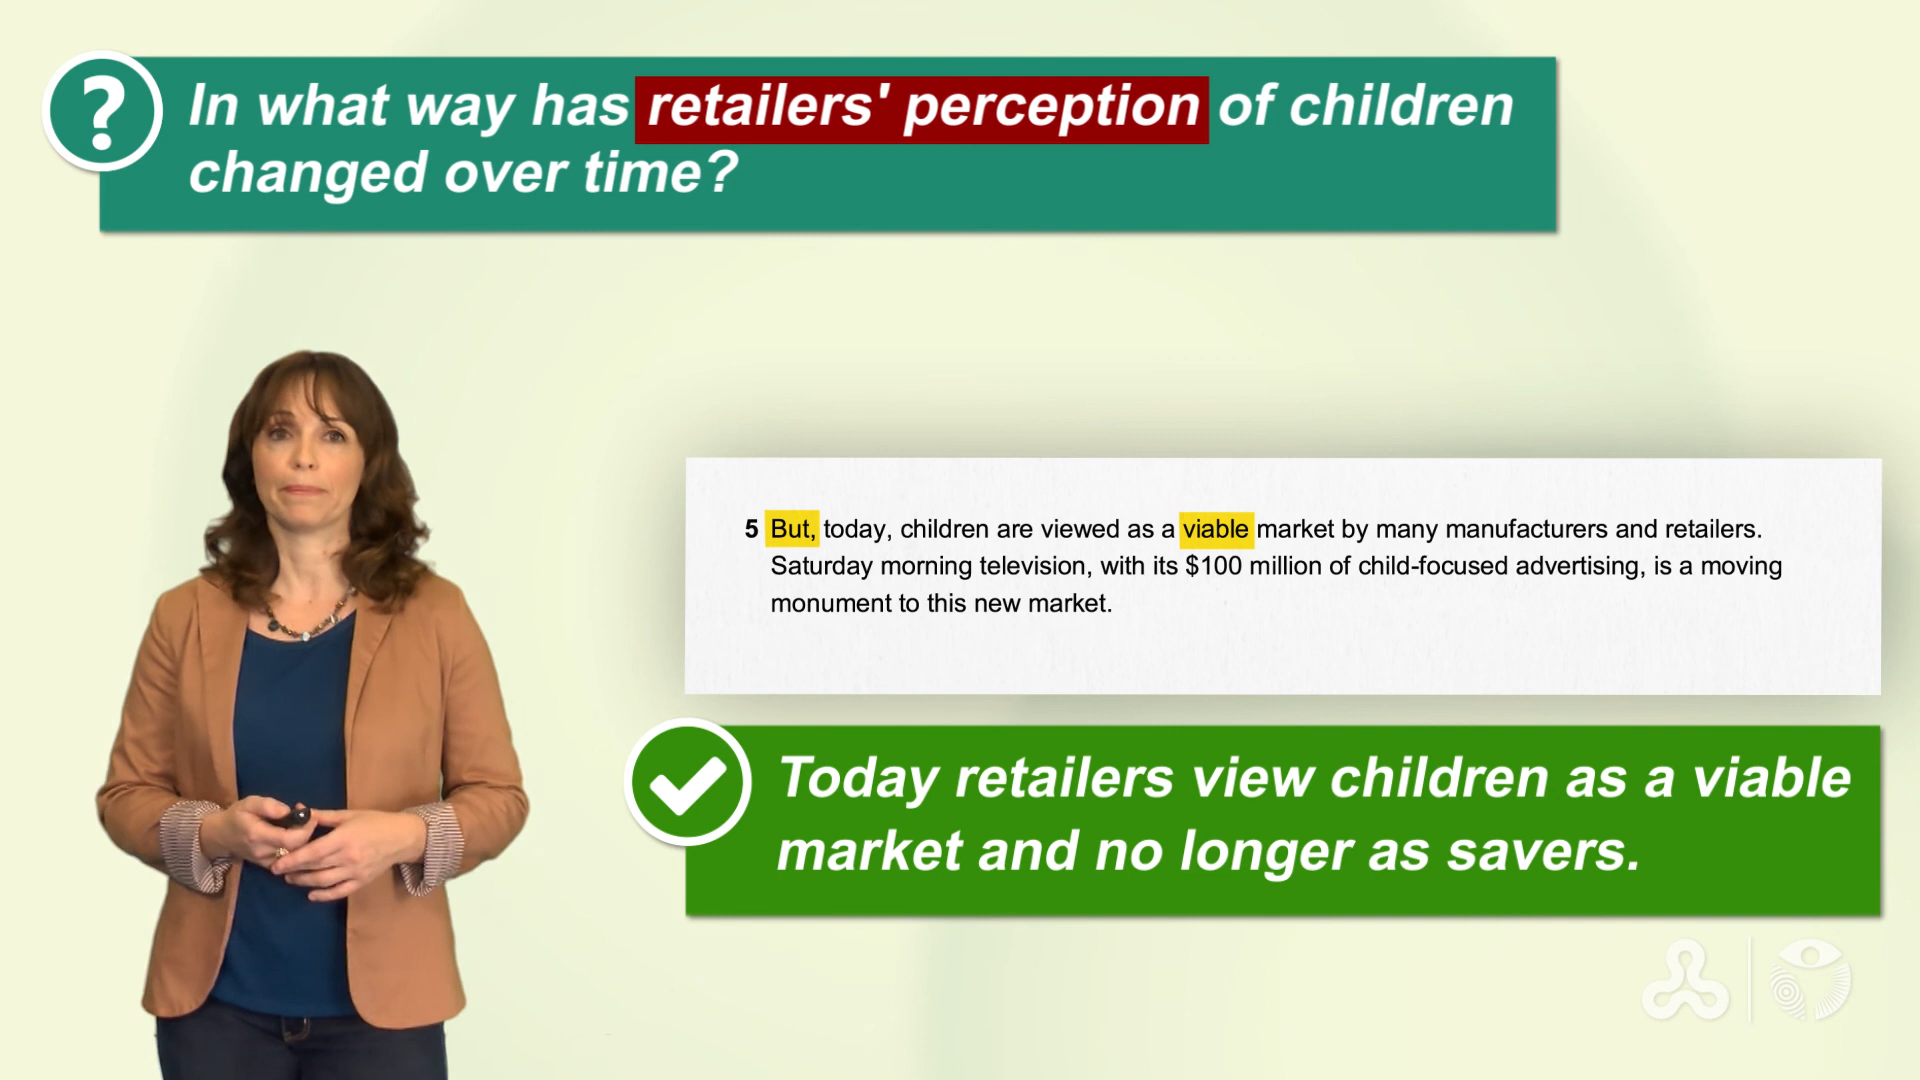 ?
In what way has retailers' perception of children
changed over time?
5 But, today, children are viewed as a viable market by many manufacturers and retailers.
Saturday morning television, with its $100 million of child-focused advertising, is a moving
monument to this new market.
Today retailers view children as a viable
market and no longer as savers.